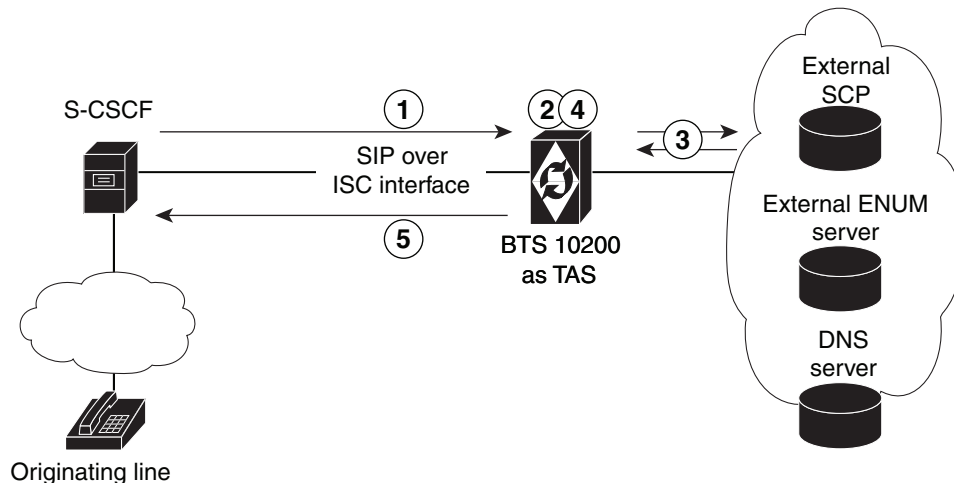 External
SCP
S-CSCF
1
2
4
3
SIP over
ISC interface
External ENUM
server
5
BTS 10200
as TAS
DNS
server
Originating line